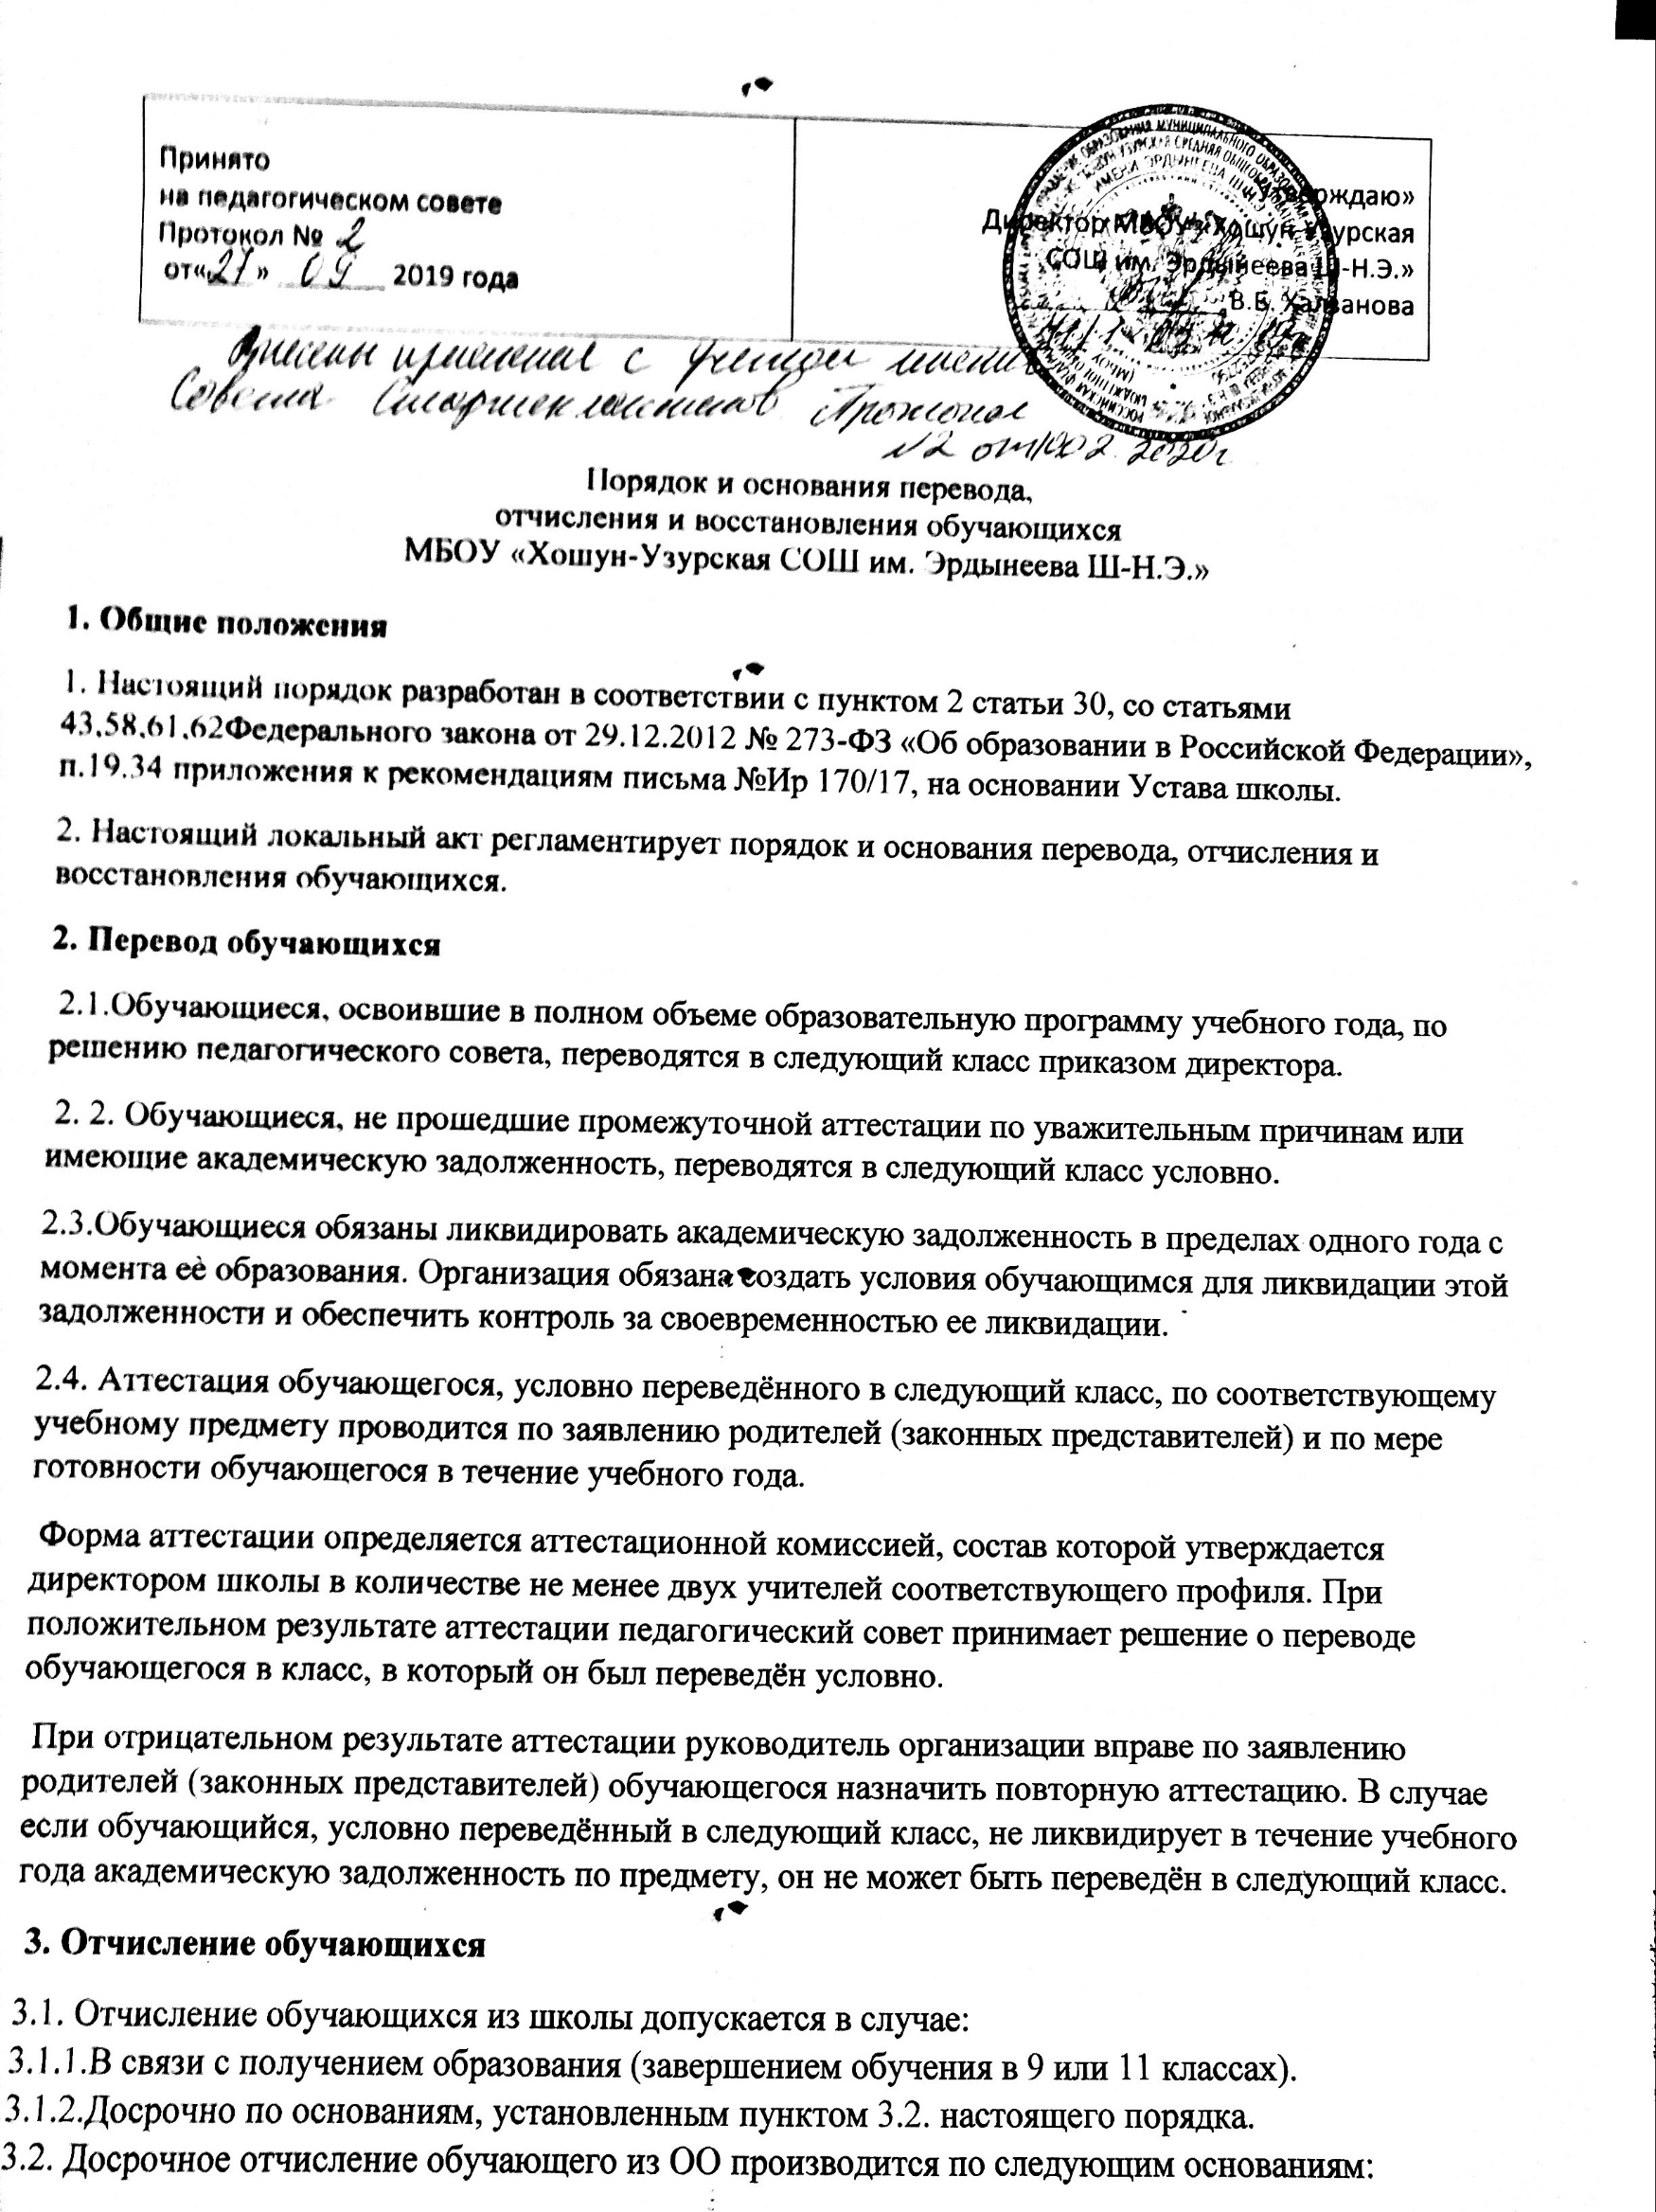 Принято
на педагогическом совете
Протокол № 2
от«27» 09 2019 года
«Утверждаю»
Директор МБОУ «Хошун-Узурская
СОШ им. Эрдынеева Ш-Н.Э.»
В.Б.
Внесены изменения с учетом мнения
Совета Старшеклассников Протокол
№2 от 2020г
Порядок и основания перевода,
отчисления и восстановления обучающихся
МБОУ «Хошун-Узурская СОШ им. Эрдынеева Ш-Н.Э.»
1. Общие положения
1. Настоящий порядок разработан в соответствии с пунктом 2 статьи 30, со статьями
43,58,61,62Федерального закона от 29.12.2012 № 273-ФЗ «Об образовании в Российской Федерации»,
п.19.34 приложения к рекомендациям письма №Ир 170/17, на основании Устава школы.
2. Настоящий локальный акт регламентирует порядок и основания перевода, отчисления и
восстановления обучающихся.
2. Перевод обучающихся
2.1.Обучающиеся, освоившие в полном объеме образовательную программу учебного года, по
решению педагогического совета, переводятся в следующий класс приказом директора.
2. 2. Обучающиеся, не прошедшие промежуточной аттестации по уважительным причинам или
имеющие академическую задолженность, переводятся в следующий класс условно.
2.3.Обучающиеся обязаны ликвидировать академическую задолженность в пределах одного года с
момента её образования. Организация обязана создать условия обучающимся для ликвидации этой
задолженности и обеспечить контроль за своевременностью ее ликвидации.
2.4. Аттестация обучающегося, условно переведённого в следующий класс, по соответствующему
учебному предмету проводится по заявлению родителей (законных представителей) и по мере
готовности обучающегося в течение учебного года.
Форма аттестации определяется аттестационной комиссией, состав которой утверждается
директором школы в количестве не менее двух учителей соответствующего профиля. При
положительном результате аттестации педагогический совет принимает решение о переводе
обучающегося в класс, в который он был переведён условно.
При отрицательном результате аттестации руководитель организации вправе по заявлению
родителей (законных представителей) обучающегося назначить повторную аттестацию. В случае
если обучающийся, условно переведённый в следующий класс, не ликвидирует в течение учебного
года академическую задолженность по предмету, он не может быть переведён в следующий класс.
3. Отчисление обучающихся
3.1. Отчисление обучающихся из школы допускается в случае:
3.1.1.В связи с получением образования (завершением обучения в 9 или 11 классах).
3.1.2.Досрочно по основаниям, установленным пунктом 3.2. настоящего порядка.
3.2. Досрочное отчисление обучающего из ОО производится по следующим основаниям: